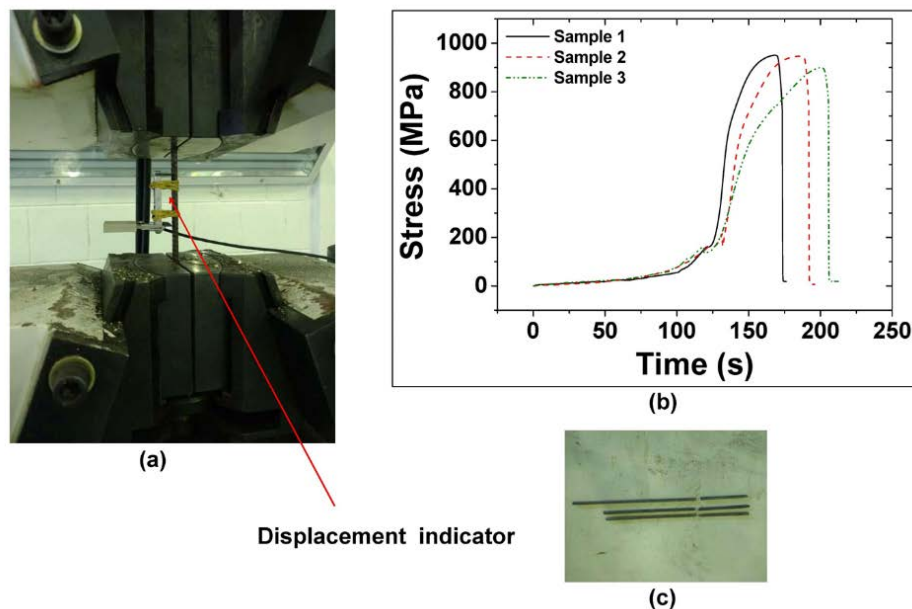 1000
800
600
400
200
0
Stress (MPa)
Sample 1
Sample 2
Sample 3
0 50 100 150 200 250
Time (s)
(b)
(a)
Displacement indicator
(c)